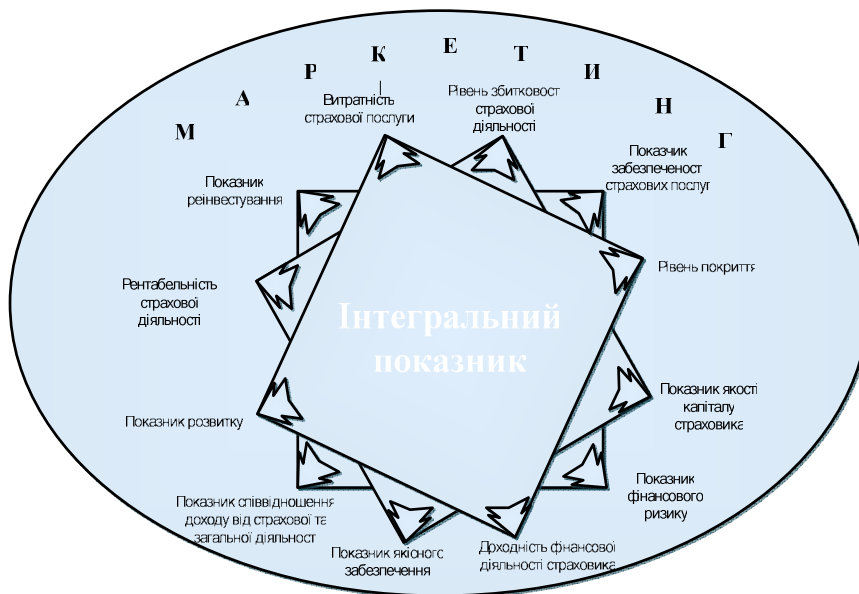 М А Р К Е Т И Н Г
Витратність
страхової послуги
Рівень збитковост
страхової
діяльності
Показчик
забезпеченост
страхових послуг
Рівень покриття
Показник якості
капіталу
страховика
Показник
фінансового
ризику
Доходність фінансової
діяльності страховика
Показник якісного
забезпечення
Показник співвідношення
доходу від страхової та
загальної діяльност
Показник розвитку
Рентабельність
страхової
діяльності
Показник
реінвестування
Інтегральний
показник